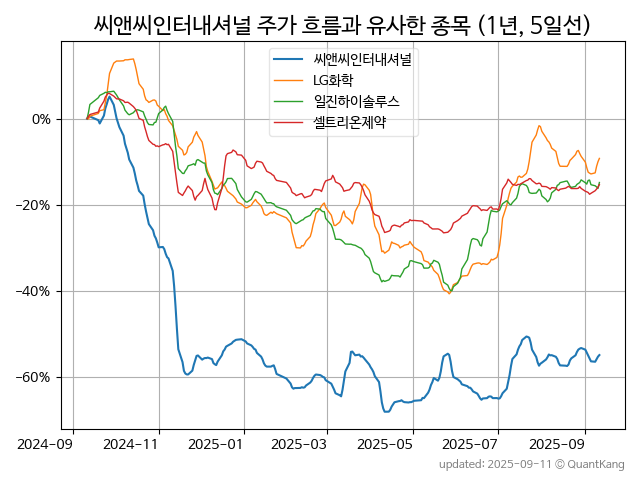 씨앤씨인터내셔널 주가 흐름과 유사한 종목 (1년, 5일선)
씨앤씨인터내셔널
LG화학
일진하이솔루스
셀트리온제약
0%
−20%
−40%
−60%
2024-09 2024-11 2025-01 2025-03 2025-05 2025-07 2025-09
updated: 2025-09-11 © QuantKang